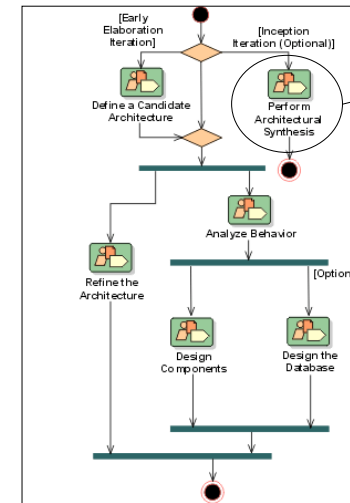 [Early
Elaboration
Iteration]
[Inception
Iteration (Optional)]
Define a Candidate
Architecture
Perform
Architectural
Synthesis
Analyze Behavior
Refine the
Architecture
[Option
Design
Components
Design the
Database